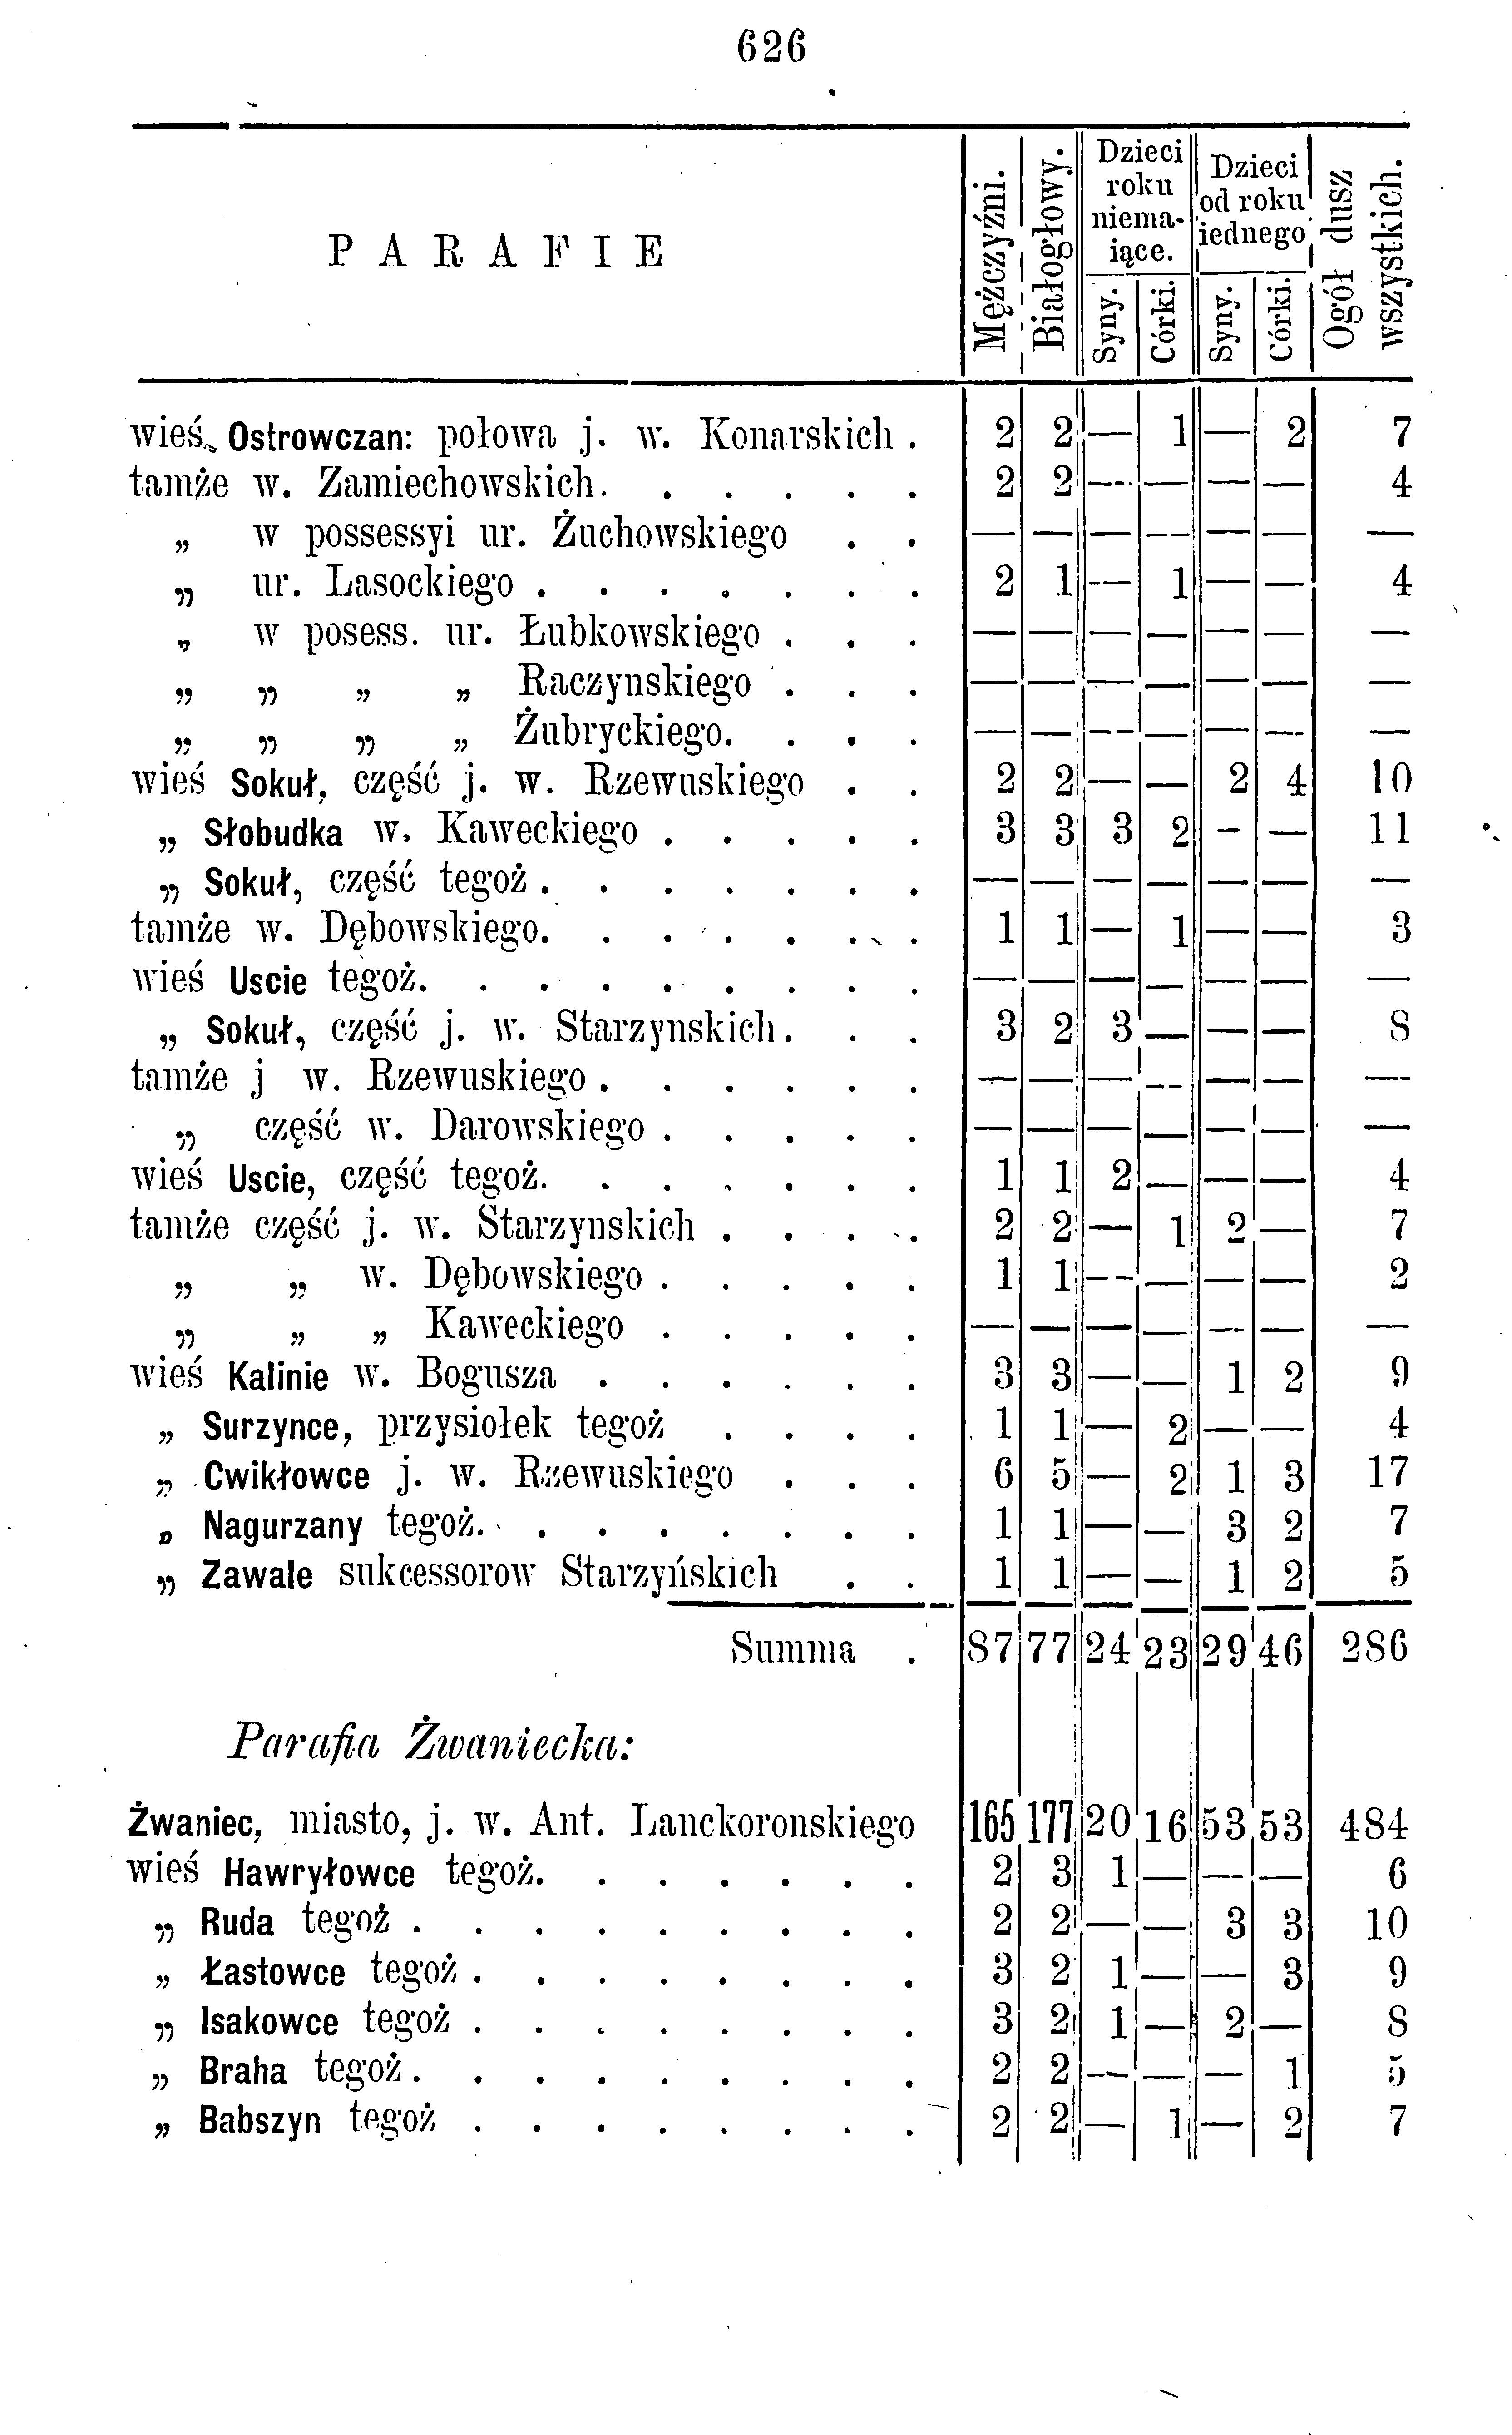 626
PARAFIE Mężczyźni. Białogłowy. Dzieci roku niema- iące. Syny. Córki. Dzieci od roku iednego Syny. Córki. Ogół dusz wszystkich.
wieś Ostrowczan: połowa j. w. Konarskich . 2 2 — 1 — 2 7
tamże w. Zamiechowskich. . . . . . 2 2 — — — — 4
„ w possessyi ur. Żuchowskiego . . — — — — — — —
„ ur. Lasockiego . . . . . . . 2 1 — 1 — — 4
„ w posess. ur. Łubkowskiego . . . — — — — — — —
„ „ „ „ Raczynskiego . . . — — — — — — —
„ „ „ „ Żubryckiego. . . . — — — — — — —
wieś Sokuł, część j. w. Rzewuskiego . . 2 2 — — 2 4 10
„ Słobudka w. Kaweckiego . . . . . 3 3 3 2 — — 11
„ Sokuł, część tegoż . . . . . . . — — — — — — —
tamże w. Dębowskiego. . . . . . . 1 1 — 1 — — 3
wieś Uscie tegoż. . . . . . . . . — — — — — — —
„ Sokuł, część j. w. Starzynskich. . . 3 2 3 — — — 8
tamże j w. Rzewuskiego . . . . . . — — — — — — —
„ część w. Darowskiego . . . . . — — — — — — —
wieś Uscie, część tegoż. . . . . . . 1 1 2 — — — 4
tamże część j. w. Starzynskich . . . . 2 2 — 1 2 — 7
„ „ w. Dębowskiego . . . . . 1 1 — — — — 2
„ „ „ Kaweckiego . . . . . — — — — — — —
wieś Kalinie w. Bogusza . . . . . . 3 3 — — 1 2 9
„ Surzynce, przysiołek tegoż . . . . 1 1 — 2 — — 4
„ Cwikłowce j. w. Rzewuskiego . . . 6 5 — 2 1 3 17
„ Nagurzany tegoż. . . . . . . . 1 1 — — 3 2 7
„ Zawale sukcessorow Starzyńskich . . 1 1 — — 1 2 5
Summa . 87 77 24 23 29 46 286
Parafia Żwaniecka:
Żwaniec, miasto, j. w. Ant. Lanckoronskiego 165 177 20 16 53 53 484
wieś Hawryłowce tegoż. . . . . . . 2 3 1 — — — 6
„ Ruda tegoż . . . . . . . . . 2 2 — — 3 3 10
„ Łastowce tegoż . . . . . . . . 3 2 1 — — 3 9
„ Isakowce tegoż . . . . . . . . 3 2 1 — 2 — 8
„ Braha tegoż . . . . . . . . . 2 2 — — — 1 5
„ Babszyn tegoż . . . . . . . . 2 2 — 1 — 2 7